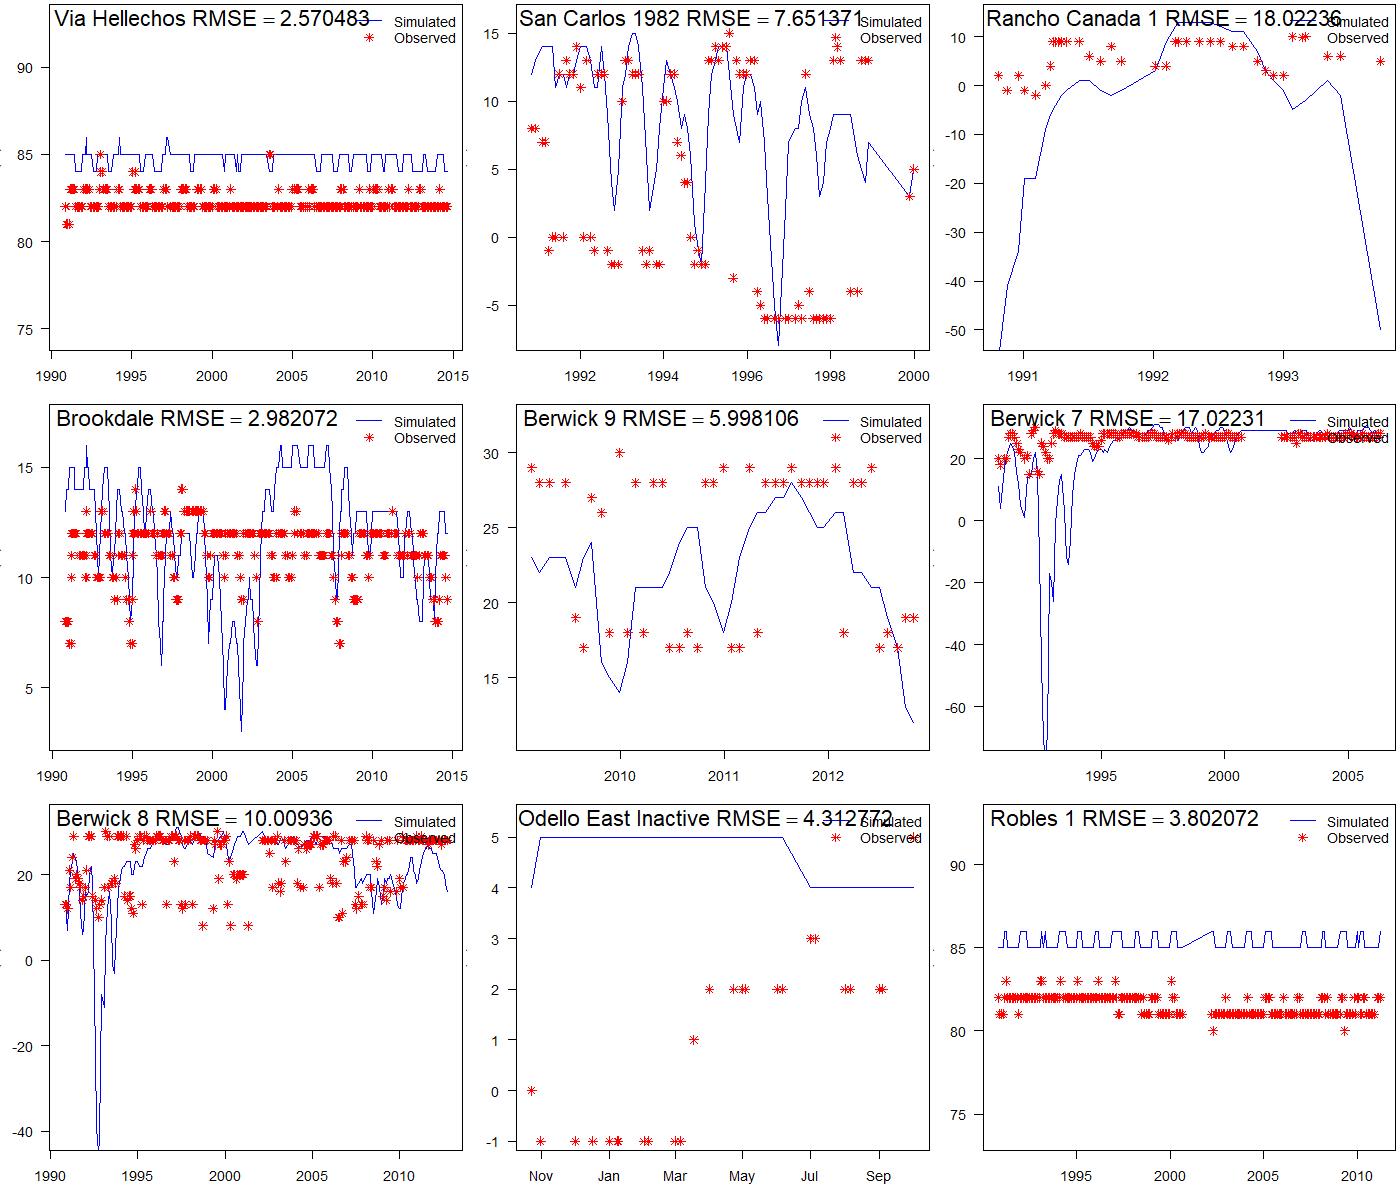 Via Hellechos RMSE = 2.570483
Simulated
Observed
90
85
80
75
1990 1995 2000 2005 2010 2015
San Carlos 1982 RMSE = 7.651371
Simulated
Observed
15
10
5
0
-5
1992 1994 1996 1998 2000
Rancho Canada 1 RMSE = 18.02236
Simulated
Observed
10
0
-10
-20
-30
-40
-50
1991 1992 1993
Brookdale RMSE = 2.982072
Simulated
Observed
15
10
5
1990 1995 2000 2005 2010 2015
Berwick 9 RMSE = 5.998106
Simulated
Observed
30
25
20
15
2010 2011 2012
Berwick 7 RMSE = 17.02231
Simulated
Observed
20
0
-20
-40
-60
1995 2000 2005
Berwick 8 RMSE = 10.00936
Simulated
Observed
20
0
-20
-40
1990 1995 2000 2005 2010
Odello East Inactive RMSE = 4.312772
Simulated
Observed
5
4
3
2
1
0
-1
Nov Jan Mar May Jul Sep
Robles 1 RMSE = 3.802072
Simulated
Observed
90
85
80
75
1995 2000 2005 2010